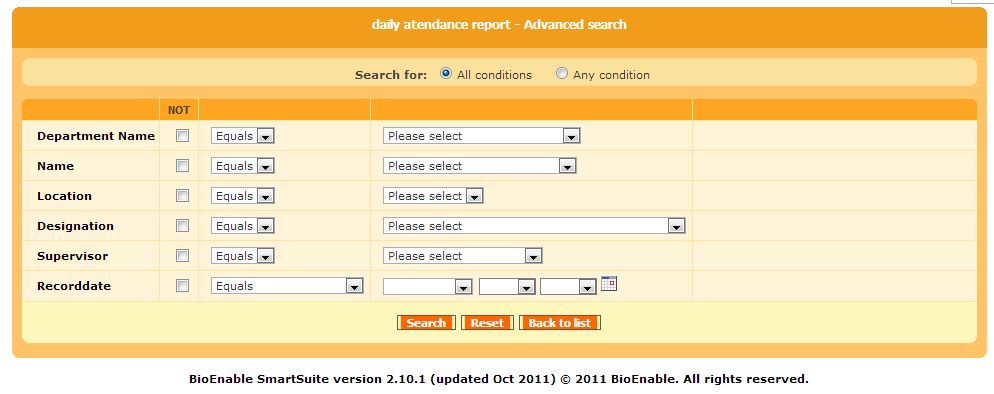 daily atendance report - Advanced search
Search for: All conditions Any condition
NOT
Department Name Equals Please select
Name Equals Please select
Location Equals Please select
Designation Equals Please select
Supervisor Equals Please select
Recorddate Equals
Search Reset Back to list
BioEnable SmartSuite version 2.10.1 (updated Oct 2011) © 2011 BioEnable. All rights reserved.